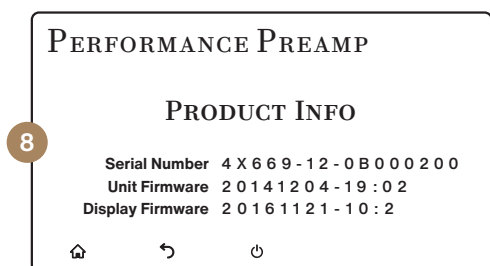 Performance Preamp
Product Info
8
Serial Number 4X669-12-0B000200
Unit Firmware 20141204-19:02
Display Firmware 20161121-10:2